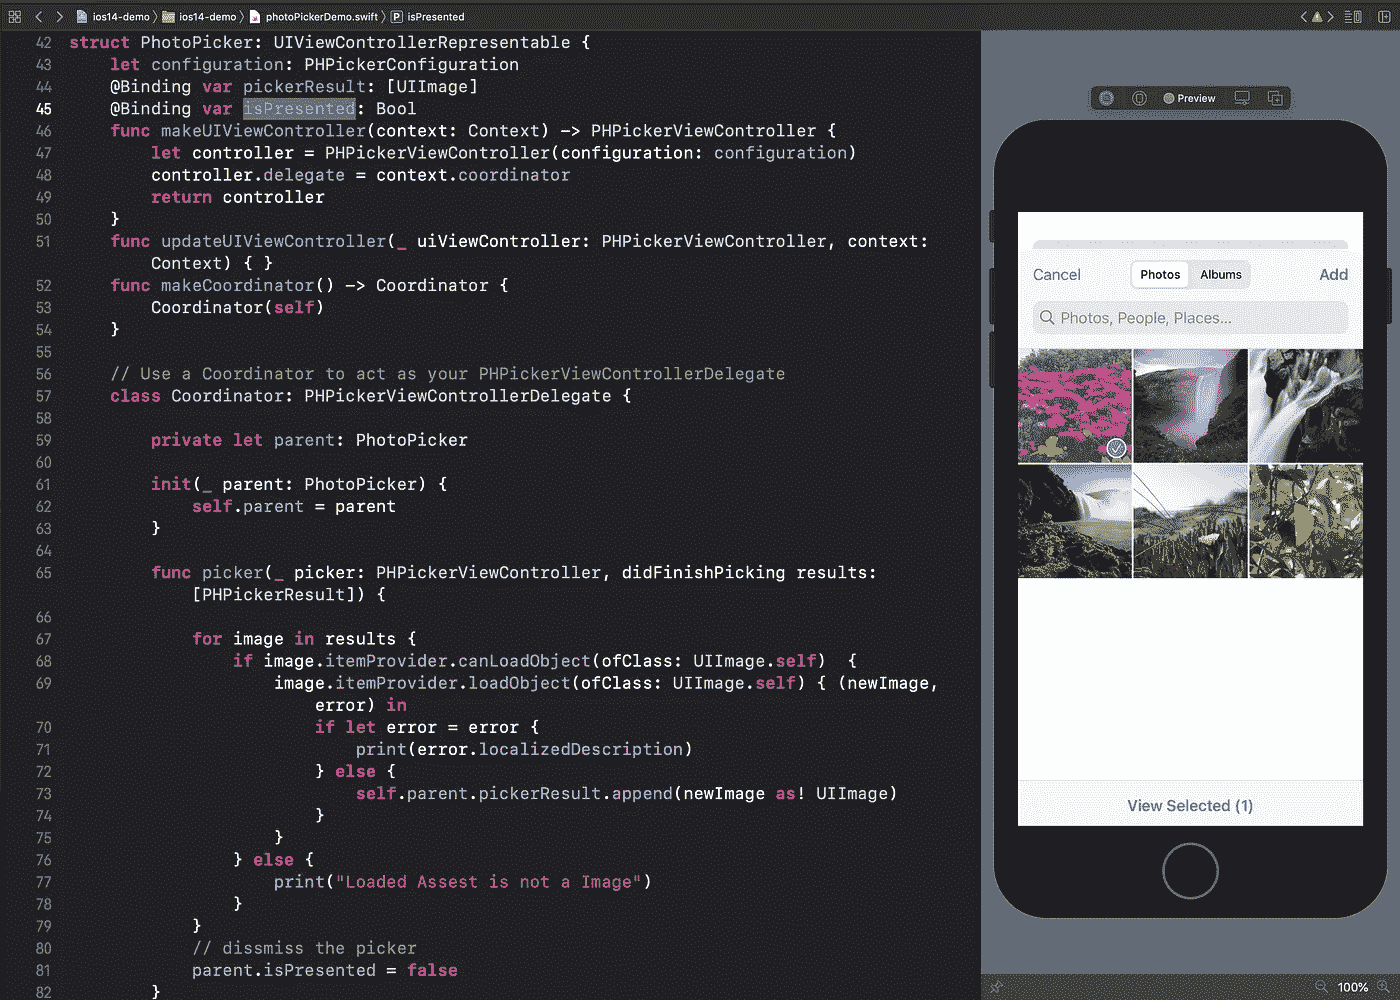 ios14-demo ios14-demo photoPickerDemo.swift P isPresented
42 struct PhotoPicker: UIViewControllerRepresentable {
43 let configuration: PHPickerConfiguration
44 @Binding var pickerResult: [UIImage]
45 @Binding var isPresented: Bool
46 func makeUIViewController(context: Context) -> PHPickerViewController {
47 let controller = PHPickerViewController(configuration: configuration)
48 controller.delegate = context.coordinator
49 return controller
50 }
51 func updateUIViewController(_ uiViewController: PHPickerViewController, context:
Context) { }
52 func makeCoordinator() -> Coordinator {
53 Coordinator(self)
54 }
55
56 // Use a Coordinator to act as your PHPickerViewControllerDelegate
57 class Coordinator: PHPickerViewControllerDelegate {
58
59 private let parent: PhotoPicker
60
61 init(_ parent: PhotoPicker) {
62 self.parent = parent
63 }
64
65 func picker(_ picker: PHPickerViewController, didFinishPicking results:
[PHPickerResult]) {
66
67 for image in results {
68 if image.itemProvider.canLoadObject(ofClass: UIImage.self)  {
69 image.itemProvider.loadObject(ofClass: UIImage.self) { (newImage,
error) in
70 if let error = error {
71 print(error.localizedDescription)
72 } else {
73 self.parent.pickerResult.append(newImage as! UIImage)
74 }
75 }
76 } else {
77 print("Loaded Assest is not a Image")
78 }
79 }
80 // dissmiss the picker
81 parent.isPresented = false
82 }
Preview
Cancel Photos Albums Add
Photos, People, Places...
View Selected (1)
100%